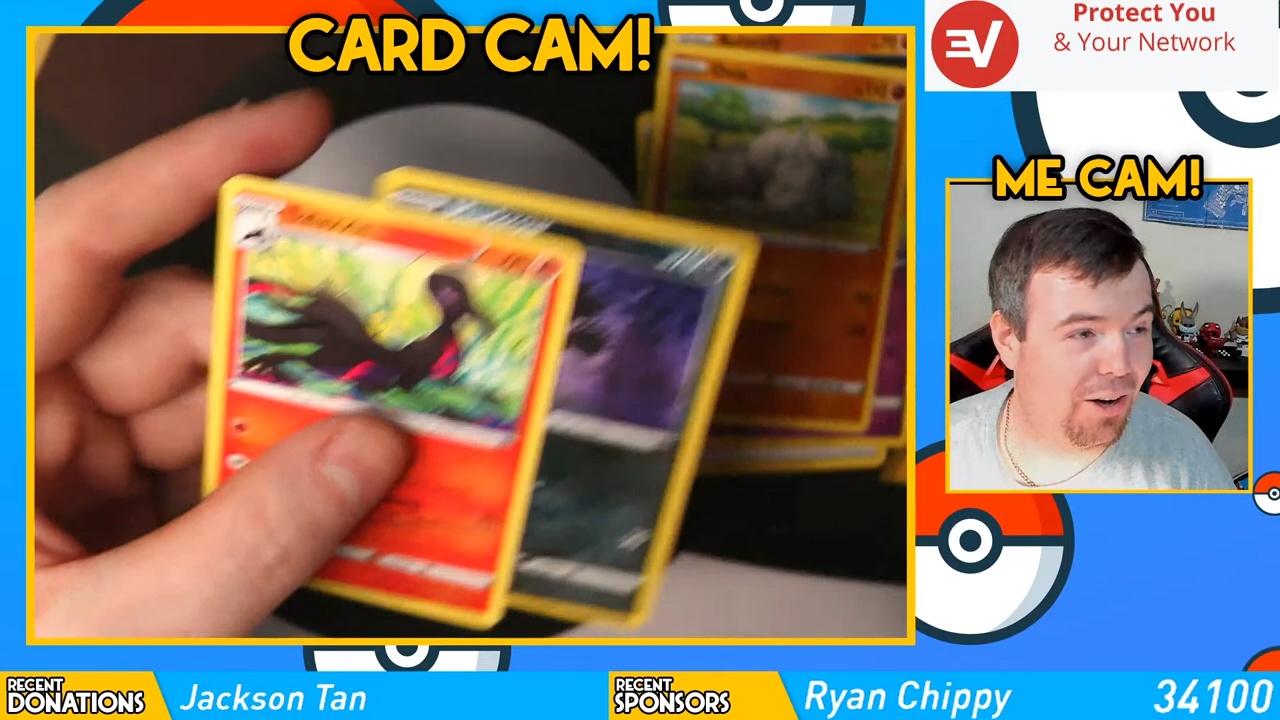 CARD CAM!
Protect You
& Your Network
ME CAM!
RECENT
DONATIONS
Jackson Tan
RECENT
SPONSORS
Ryan Chippy
34100